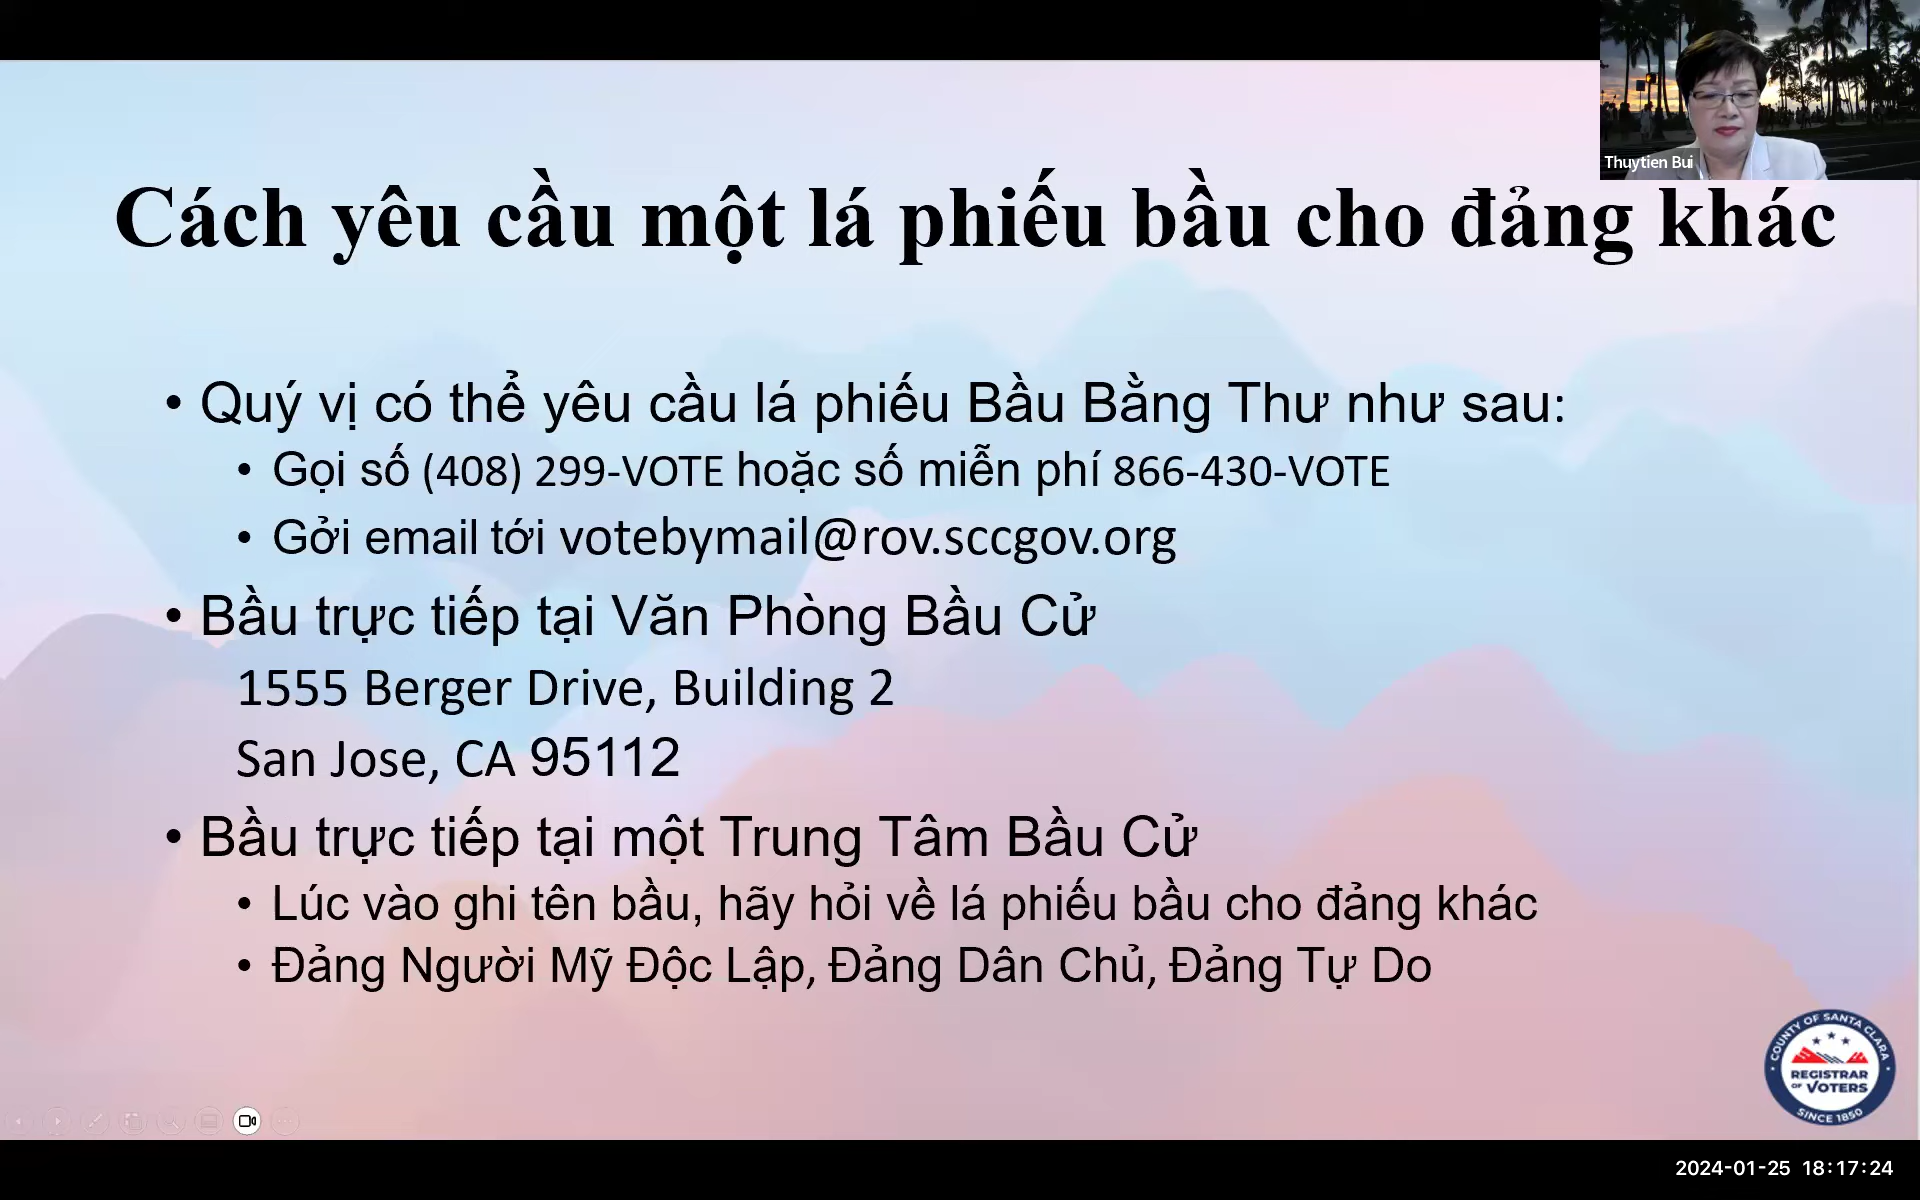 Thuytien Bui
Cách yêu cầu một lá phiếu bầu cho đảng khác
• Quý vị có thể yêu cầu lá phiếu Bầu Bằng Thư như sau:
• Gọi số (408) 299-VOTE hoặc số miễn phí 866-430-VOTE
• Gởi email tới votebymail@rov.sccgov.org
• Bầu trực tiếp tại Văn Phòng Bầu Cử
1555 Berger Drive, Building 2
San Jose, CA 95112
• Bầu trực tiếp tại một Trung Tâm Bầu Cử
• Lúc vào ghi tên bầu, hãy hỏi về lá phiếu bầu cho đảng khác
• Đảng Người Mỹ Độc Lập, Đảng Dân Chủ, Đảng Tự Do
COUNTY OF SANTA CLARA
REGISTRAR
OF VOTERS
SINCE 1850
2024-01-25 18:17:24